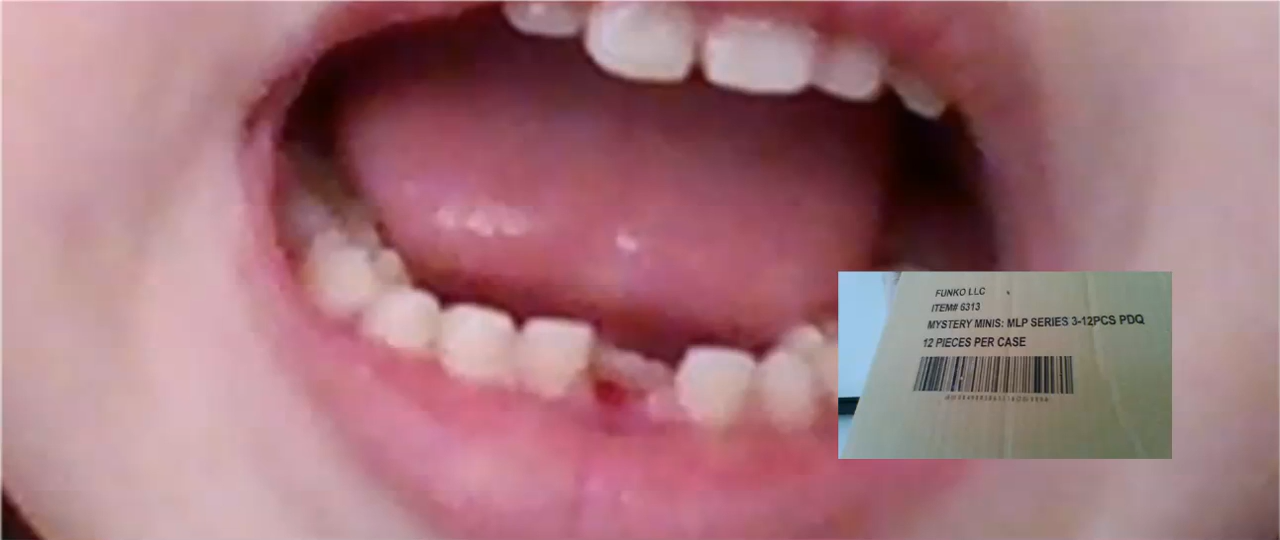 FUNKO LLC
ITEM# 6313
MYSTERY MINIS: MLP SERIES 3-12PCS PDQ
12 PIECES PER CASE